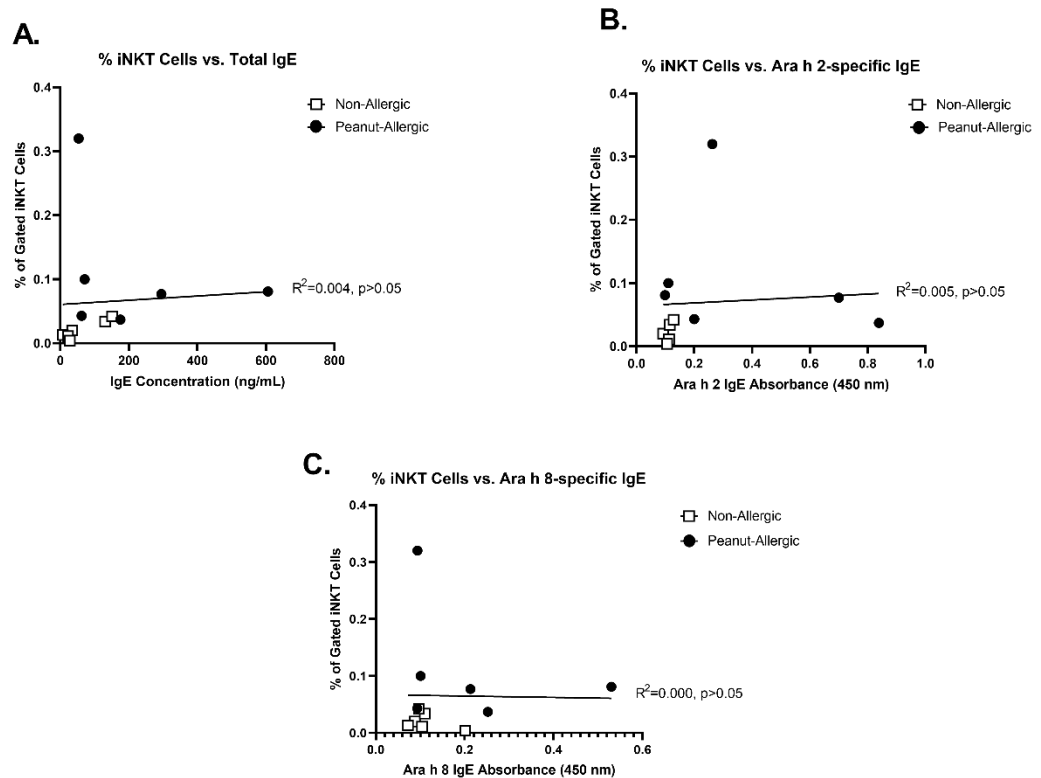 A.
% iNKT Cells vs. Total IgE
% of Gated iNKT Cells
0.4
0.3
0.2
0.1
0.0
0
200
400
600
800
IgE Concentration (ng/mL)
Non-Allergic
Peanut-Allergic
R²=0.004, p>0.05
B.
% iNKT Cells vs. Ara h 2-specific IgE
% of Gated iNKT Cells
0.4
0.3
0.2
0.1
0.0
0.0
0.2
0.4
0.6
0.8
1.0
Ara h 2 IgE Absorbance (450 nm)
Non-Allergic
Peanut-Allergic
R²=0.005, p>0.05
C.
% iNKT Cells vs. Ara h 8-specific IgE
% of Gated iNKT Cells
0.4
0.3
0.2
0.1
0.0
0.0
0.2
0.4
0.6
Ara h 8 IgE Absorbance (450 nm)
Non-Allergic
Peanut-Allergic
R²=0.000, p>0.05